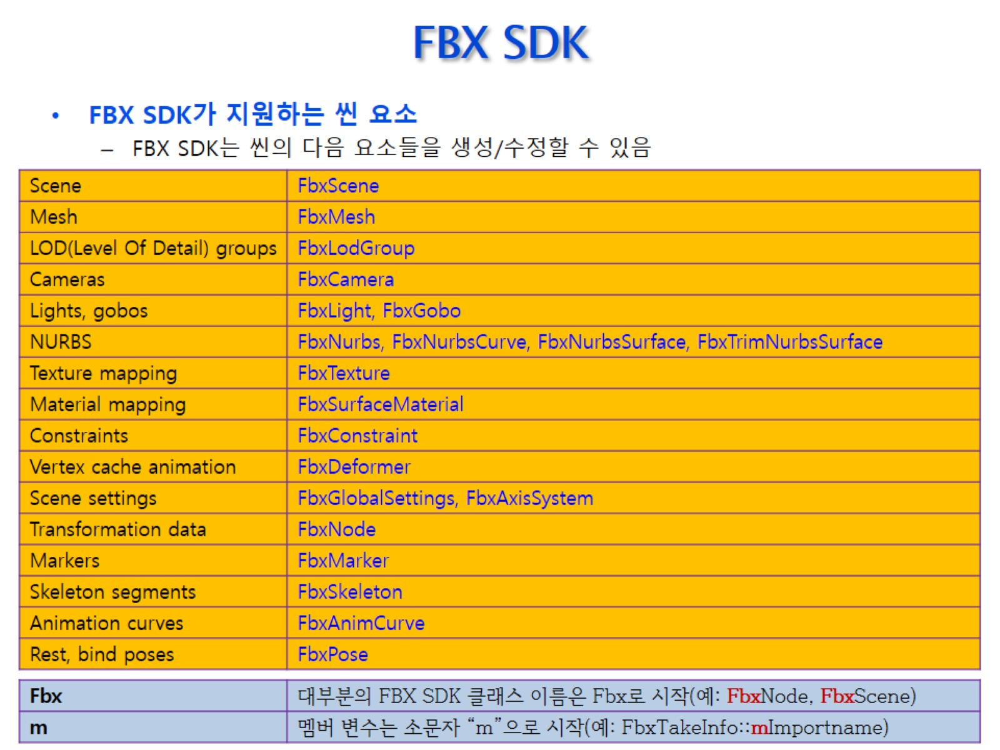 FBX SDK
• FBX SDK가 지원하는 씬 요소
– FBX SDK는 씬의 다음 요소들을 생성/수정할 수 있음
Scene FbxScene
Mesh FbxMesh
LOD(Level Of Detail) groups FbxLodGroup
Cameras FbxCamera
Lights, gobos FbxLight, FbxGobo
NURBS FbxNurbs, FbxNurbsCurve, FbxNurbsSurface, FbxTrimNurbsSurface
Texture mapping FbxTexture
Material mapping FbxSurfaceMaterial
Constraints FbxConstraint
Vertex cache animation FbxDeformer
Scene settings FbxGlobalSettings, FbxAxisSystem
Transformation data FbxNode
Markers FbxMarker
Skeleton segments FbxSkeleton
Animation curves FbxAnimCurve
Rest, bind poses FbxPose
Fbx 대부분의 FBX SDK 클래스 이름은 Fbx로 시작(예: FbxNode, FbxScene)
m 멤버 변수는 소문자 “m”으로 시작(예: FbxTakeInfo::mImportname)